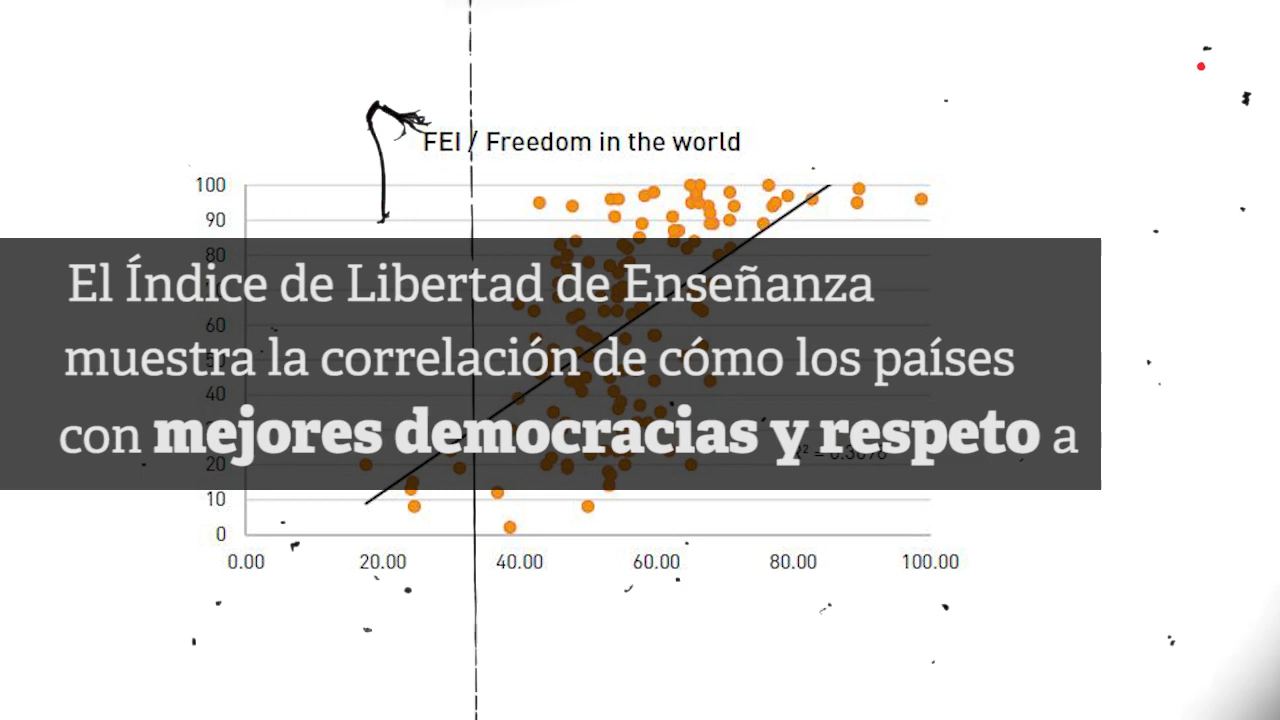 FEI / Freedom in the world
100
90
80
El Índice de Libertad de Enseñanza
60
muestra la correlación de cómo los países
40
con mejores democracias y respeto a
20
10
0
0.00 20.00 40.00 60.00 80.00 100.00